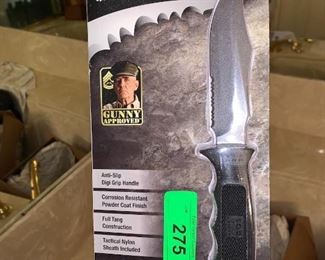 GUNNY
APPROVED
Anti-Slip
Digi Grip Handle
Corrosion Resistant
Powder Coat Finish
Full Tang
Construction
Tactical Nylon
Sheath Included
275